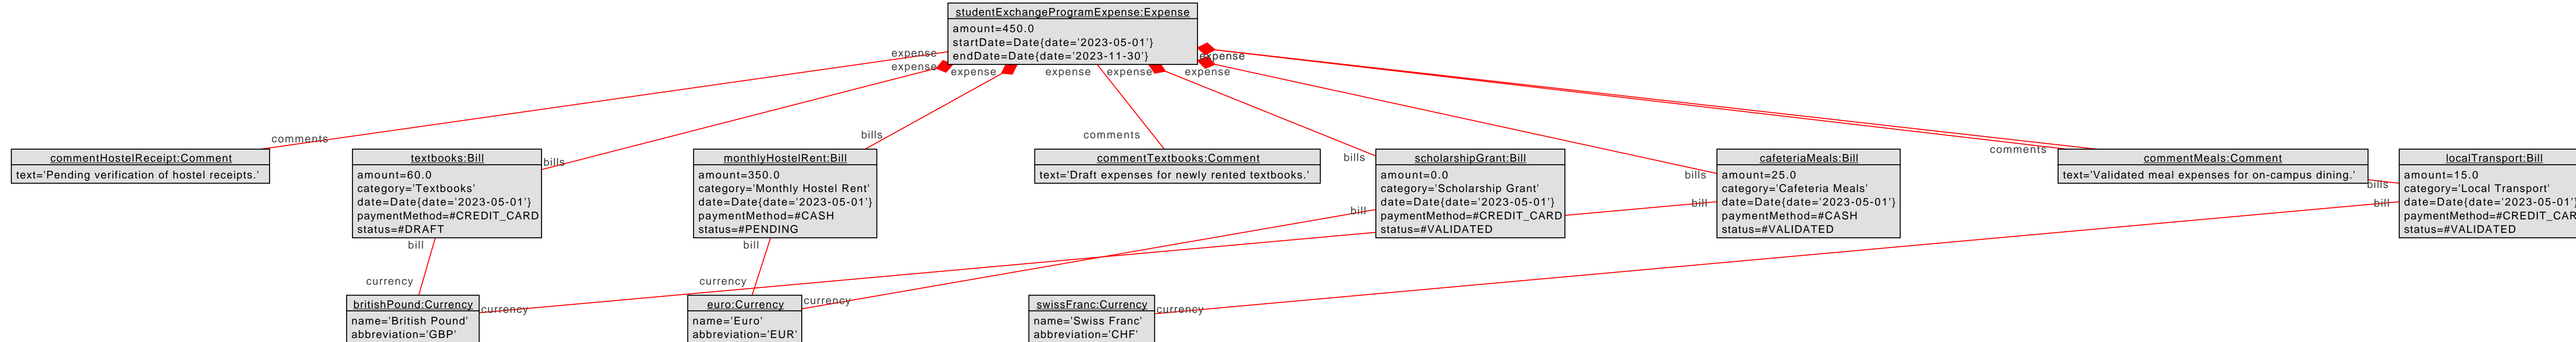 studentExchangeProgramExpense:Expense
amount=450.0
startDate=Date{date='2023-05-01'}
endDate=Date{date='2023-11-30'}
expense
expense
expense
expense
expense
expense
expense
comments
bills
bills
comments
bills
bills
comments
bills
commentHostelReceipt:Comment
text='Pending verification of hostel receipts.'
textbooks:Bill
amount=60.0
category='Textbooks'
date=Date{date='2023-05-01'}
paymentMethod=#CREDIT_CARD
status=#DRAFT
monthlyHostelRent:Bill
amount=350.0
category='Monthly Hostel Rent'
date=Date{date='2023-05-01'}
paymentMethod=#CASH
status=#PENDING
commentTextbooks:Comment
text='Draft expenses for newly rented textbooks.'
scholarshipGrant:Bill
amount=0.0
category='Scholarship Grant'
date=Date{date='2023-05-01'}
paymentMethod=#CREDIT_CARD
status=#VALIDATED
cafeteriaMeals:Bill
amount=25.0
category='Cafeteria Meals'
date=Date{date='2023-05-01'}
paymentMethod=#CASH
status=#VALIDATED
commentMeals:Comment
text='Validated meal expenses for on-campus dining.'
localTransport:Bill
amount=15.0
category='Local Transport'
date=Date{date='2023-05-01'}
paymentMethod=#CREDIT_CAR
status=#VALIDATED
bill
bill
bill
bill
bill
currency
currency
currency
currency
currency
britishPound:Currency
name='British Pound'
abbreviation='GBP'
euro:Currency
name='Euro'
abbreviation='EUR'
swissFranc:Currency
name='Swiss Franc'
abbreviation='CHF'